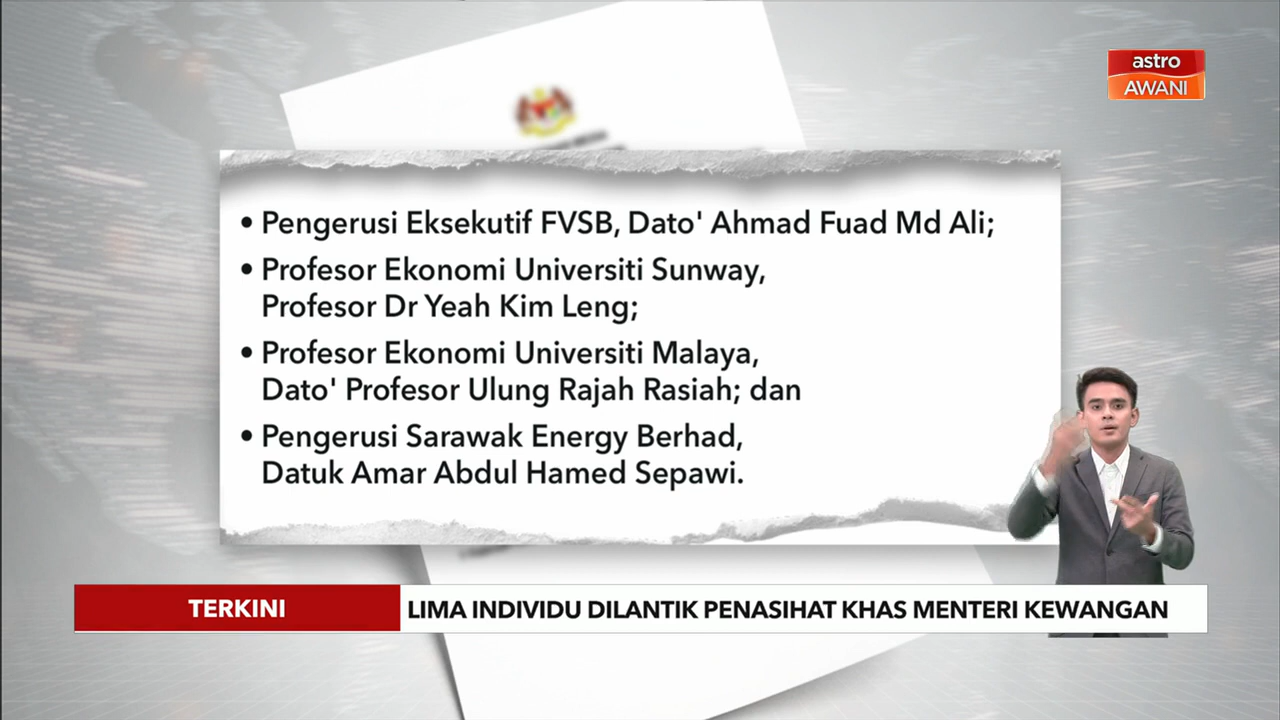 astro
AWANI
• Pengerusi Eksekutif FVSB, Dato' Ahmad Fuad Md Ali;
• Profesor Ekonomi Universiti Sunway,
Profesor Dr Yeah Kim Leng;
• Profesor Ekonomi Universiti Malaya,
Dato' Profesor Ulung Rajah Rasiah; dan
• Pengerusi Sarawak Energy Berhad,
Datuk Amar Abdul Hamed Sepawi.
TERKINI
LIMA INDIVIDU DILANTIK PENASIHAT KHAS MENTERI KEWANGAN